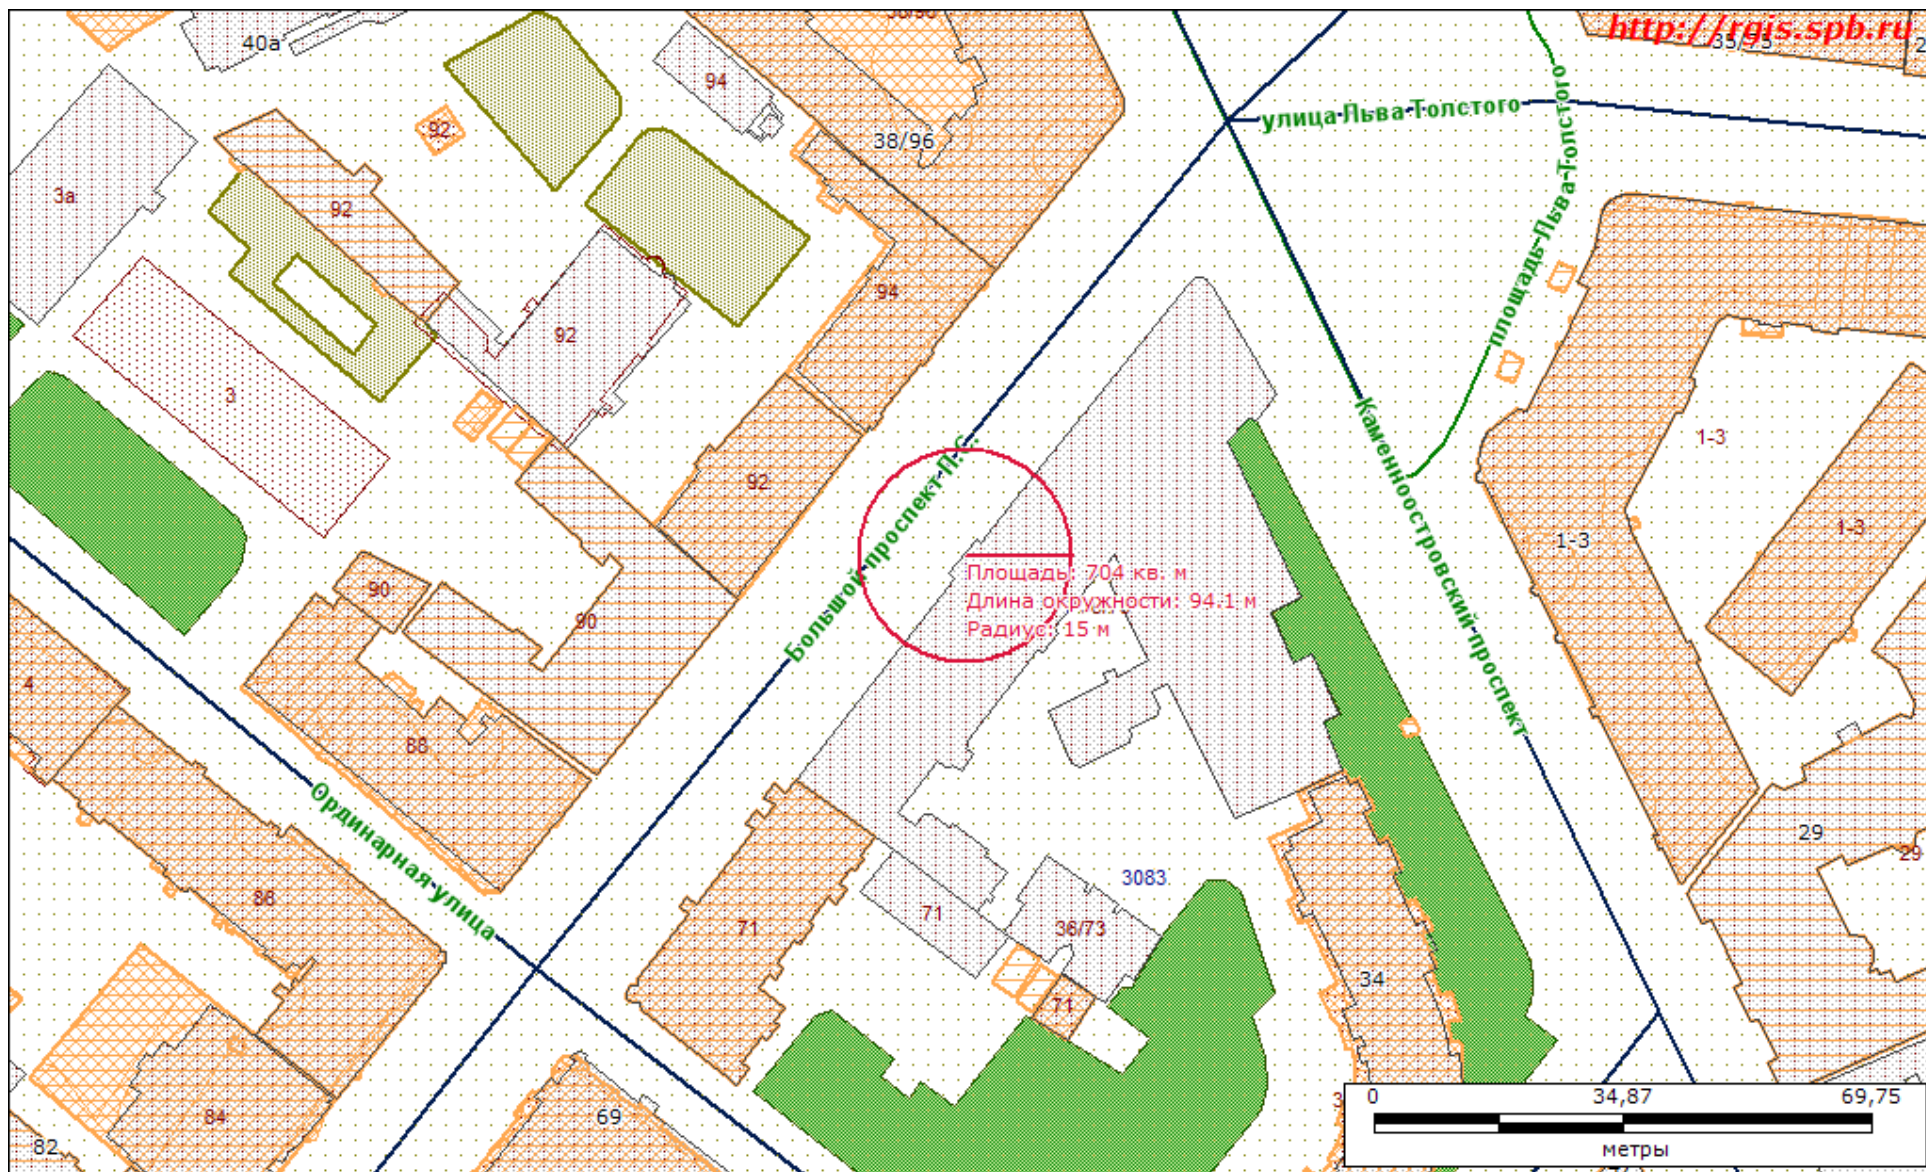 http://rgis.spb.ru
38/96
40а
35/75
2
94
улица Льва Толстого
площадь Льва Толстого
92
38/96
3а
92
94
92
3
Каменноостровский проспект
1-3
92
Большой проспект П.С.
1-3
1-3
Площадь: 704 кв. м
Длина окружности: 94.1 м
Радиус: 15 м
90
90
4
88
Ординарная улица
29
29
3083
86
71
71
36/73
34
71
0 34,87 69,75
метры
84
69
82